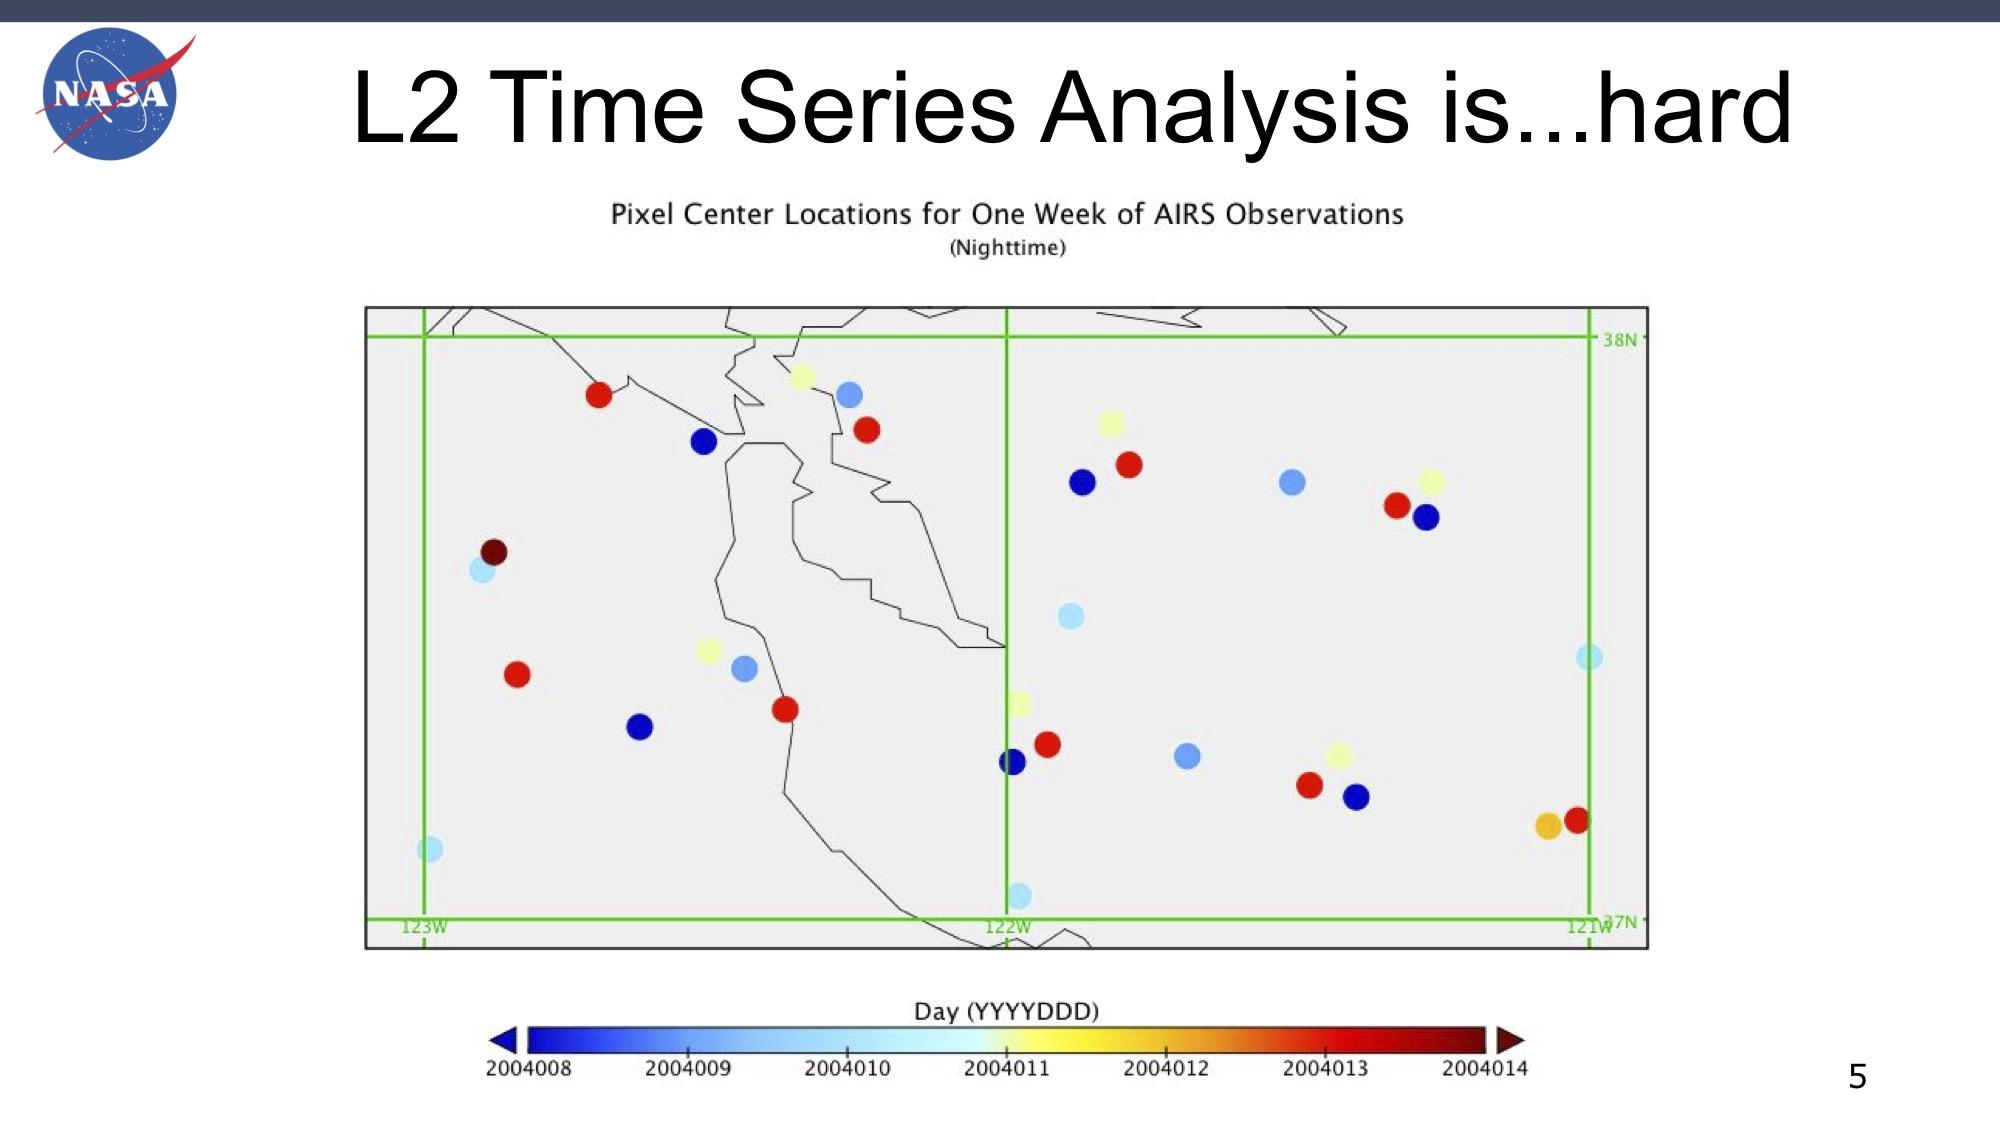 NASA
L2 Time Series Analysis is...hard
Pixel Center Locations for One Week of AIRS Observations
(Nighttime)
38N
123W 122W 121W 37N
Day (YYYYDDD)
2004008 2004009 2004010 2004011 2004012 2004013 2004014
5